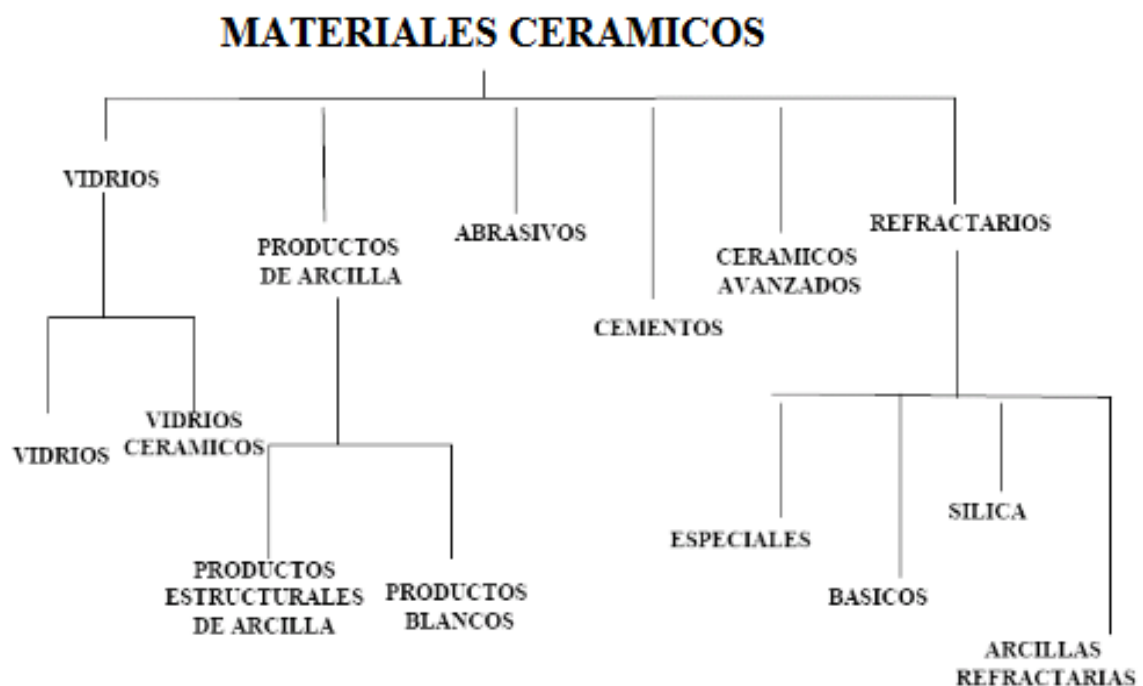 MATERIALES CERAMICOS
VIDRIOS
PRODUCTOS
DE ARCILLA
ABRASIVOS
CEMENTOS
CERAMICOS
AVANZADOS
REFRACTARIOS
VIDRIOS
VIDRIOS
CERAMICOS
PRODUCTOS
ESTRUCTURALES
DE ARCILLA
PRODUCTOS
BLANCOS
ESPECIALES
BASICOS
SILICA
ARCILLAS
REFRACTARIAS